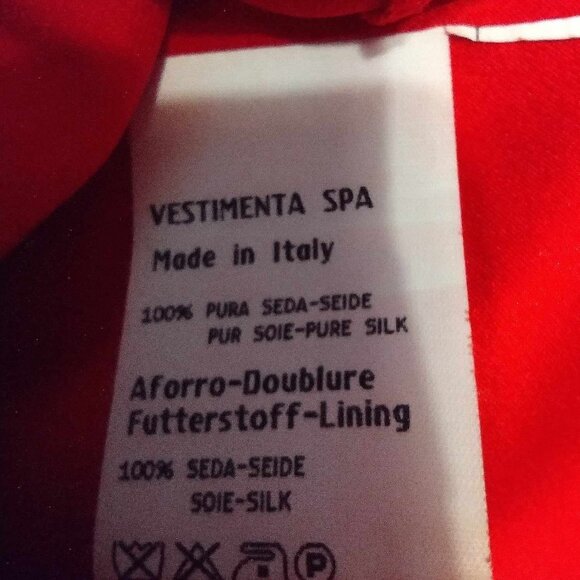 VESTIMENTA SPA
Made in Italy
100% PURA SEDA-SEIDE
PUR SOIE-PURE SILK
Aforro-Doublure
Futterstoff-Lining
100% SEDA-SEIDE
SOIE-SILK
P